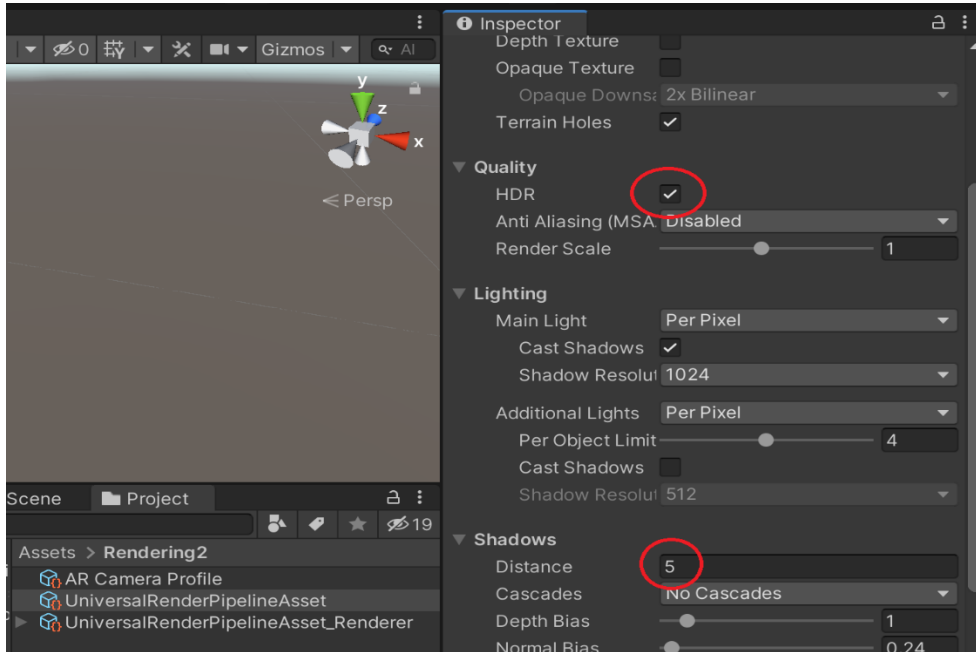 Inspector
0
Gizmos
Al
Depth Texture
Opaque Texture
Opaque Downsa
2x Bilinear
Terrain Holes
y
z
x
Persp
Quality
HDR
Anti Aliasing (MSA
Disabled
Render Scale
1
Lighting
Main Light
Per Pixel
Cast Shadows
Shadow Resolut
1024
Additional Lights
Per Pixel
Per Object Limit
4
Cast Shadows
Shadow Resolut
512
Scene
Project
19
Assets > Rendering2
AR Camera Profile
UniversalRenderPipelineAsset
UniversalRenderPipelineAsset_Renderer
Shadows
Distance
5
Cascades
No Cascades
Depth Bias
1
Normal Bias
0.24